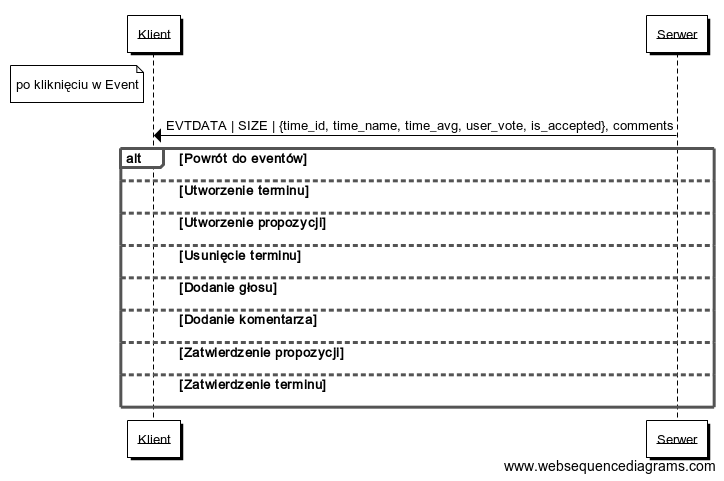 Klient
Serwer
po kliknięciu w Event
EVTDATA | SIZE | {time_id, time_name, time_avg, user_vote, is_accepted}, comments
alt
[Powrót do eventów]
[Utworzenie terminu]
[Utworzenie propozycji]
[Usunięcie terminu]
[Dodanie głosu]
[Dodanie komentarza]
[Zatwierdzenie propozycji]
[Zatwierdzenie terminu]
Klient
Serwer
www.websequencediagrams.com